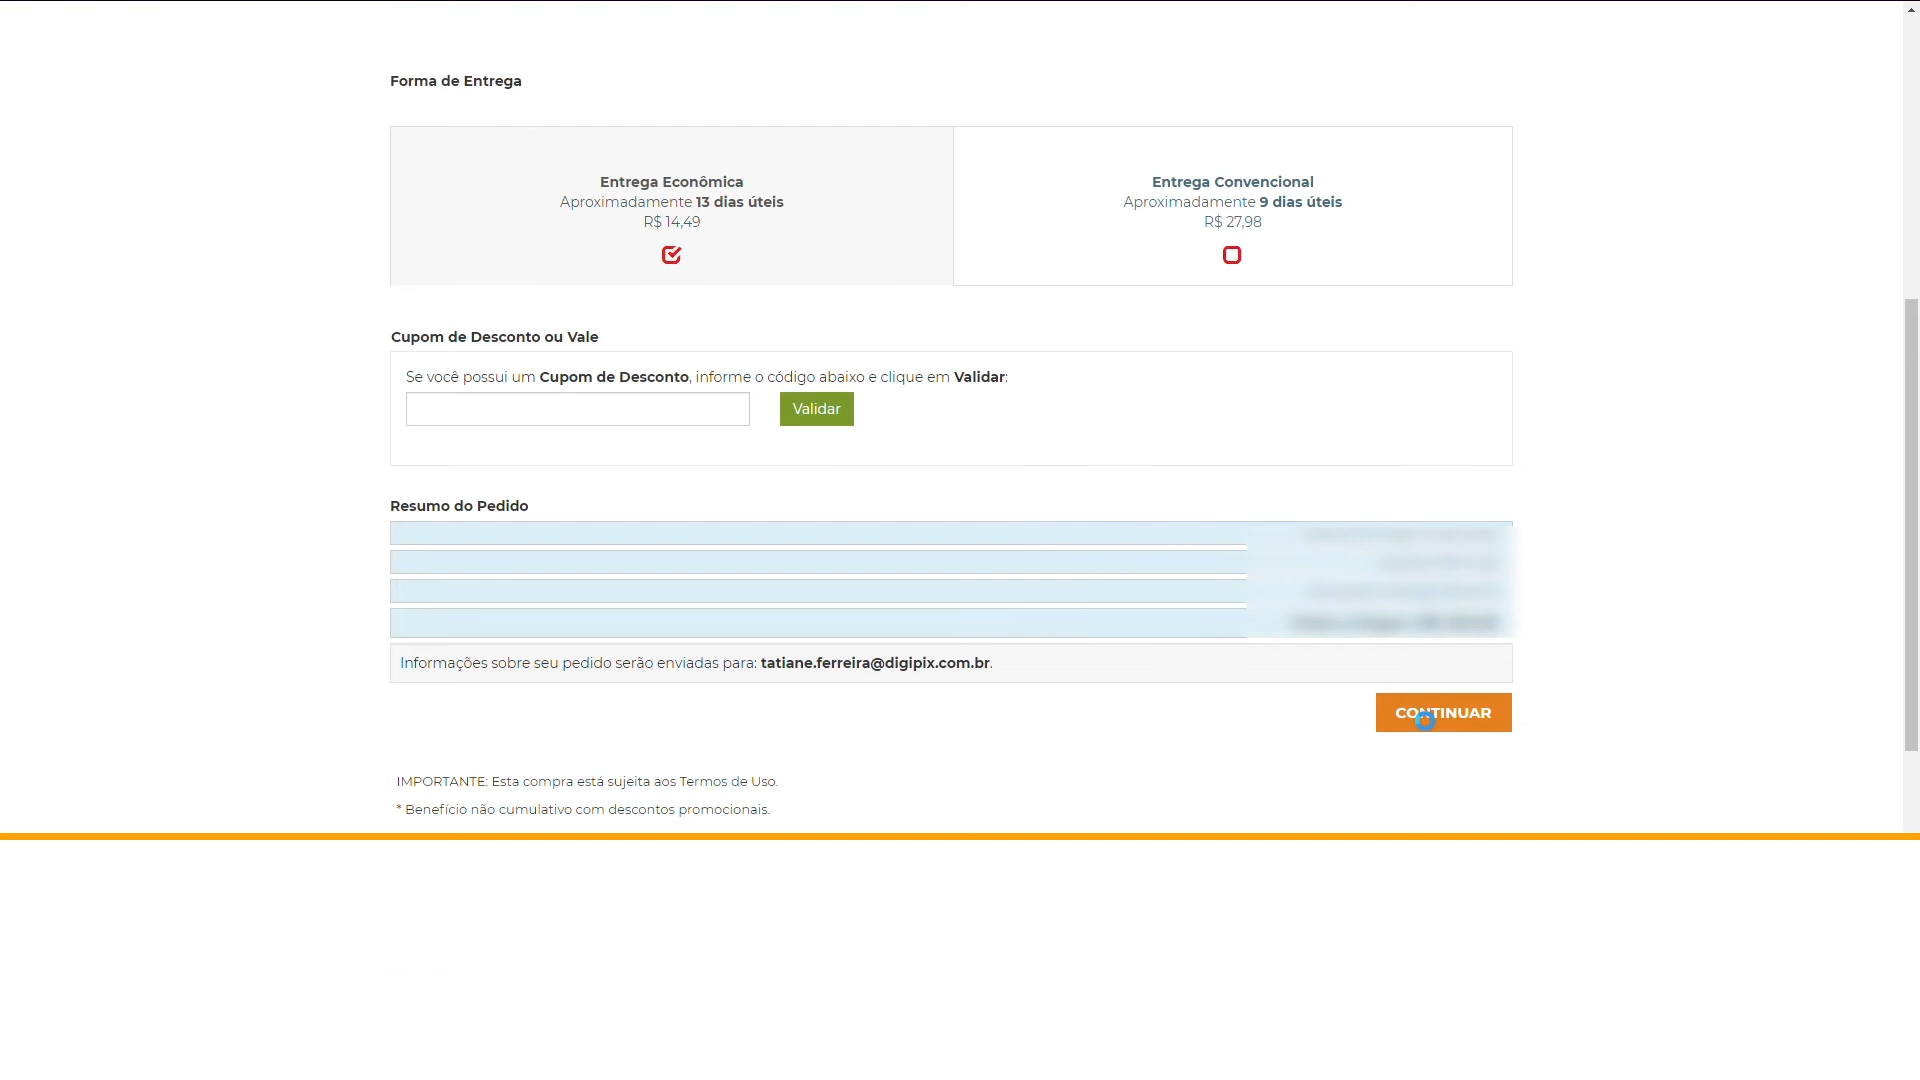 Forma de Entrega
Entrega Econômica
Aproximadamente 13 dias úteis
R$ 14,49
Entrega Convencional
Aproximadamente 9 dias úteis
R$ 27,98
Cupom de Desconto ou Vale
Se você possui um Cupom de Desconto, informe o código abaixo e clique em Validar:
Validar
Resumo do Pedido
Informações sobre seu pedido serão enviadas para: tatiane.ferreira@digipix.com.br.
CONTINUAR
IMPORTANTE: Esta compra está sujeita aos Termos de Uso.
* Benefício não cumulativo com descontos promocionais.